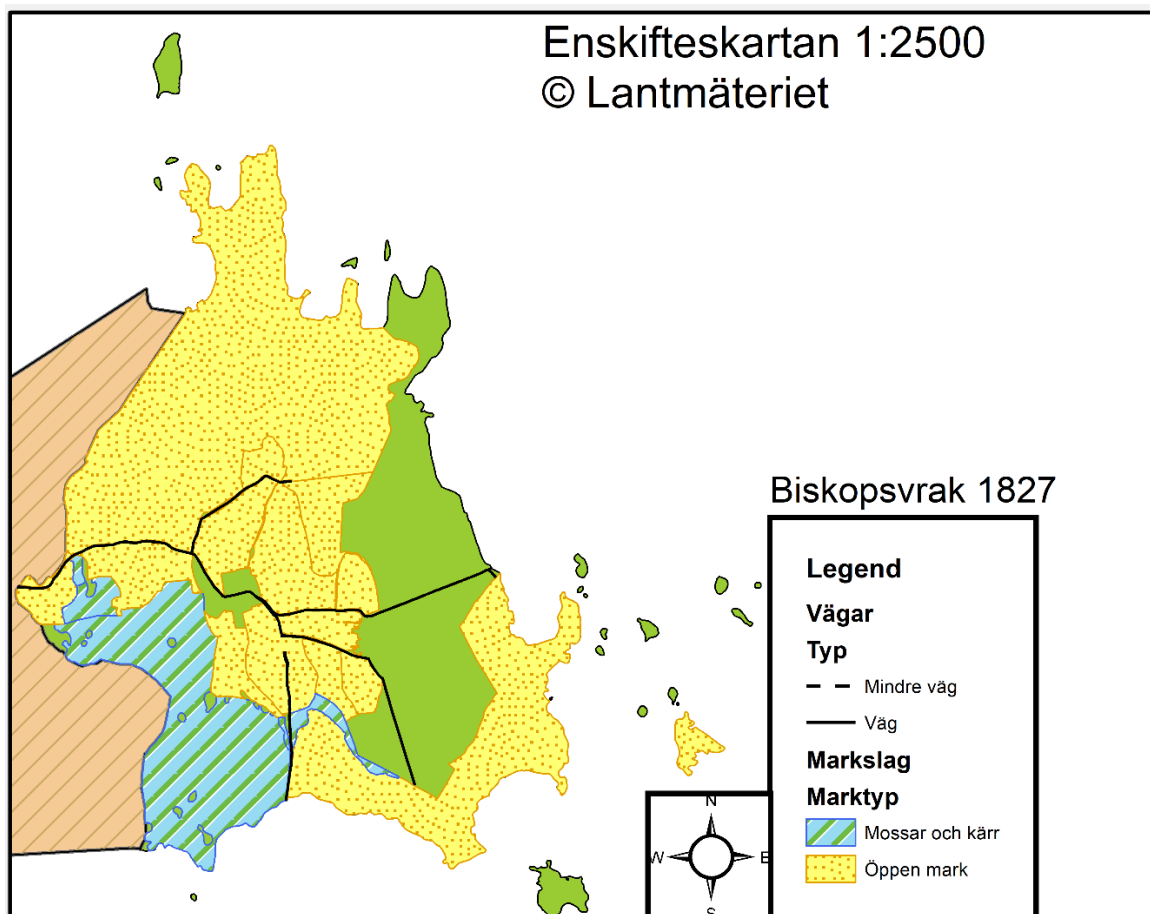 Enskifteskartan 1:2500
© Lantmäteriet
Biskopsvrak 1827
Legend
Vägar
Typ
Mindre väg
Väg
Markslag
Marktyp
Mossar och kärr
Öppen mark
N
W
E
S